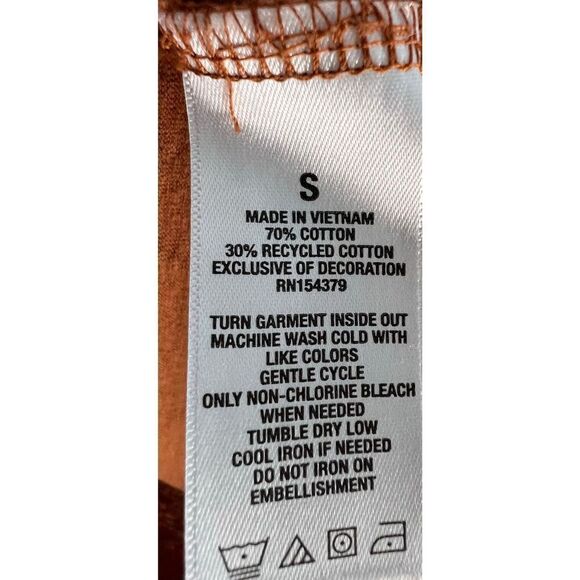 S
MADE IN VIETNAM
70% COTTON
30% RECYCLED COTTON
EXCLUSIVE OF DECORATION
RN154379
TURN GARMENT INSIDE OUT
MACHINE WASH COLD WITH
LIKE COLORS
GENTLE CYCLE
ONLY NON-CHLORINE BLEACH
WHEN NEEDED
TUMBLE DRY LOW
COOL IRON IF NEEDED
DO NOT IRON ON
EMBELLISHMENT